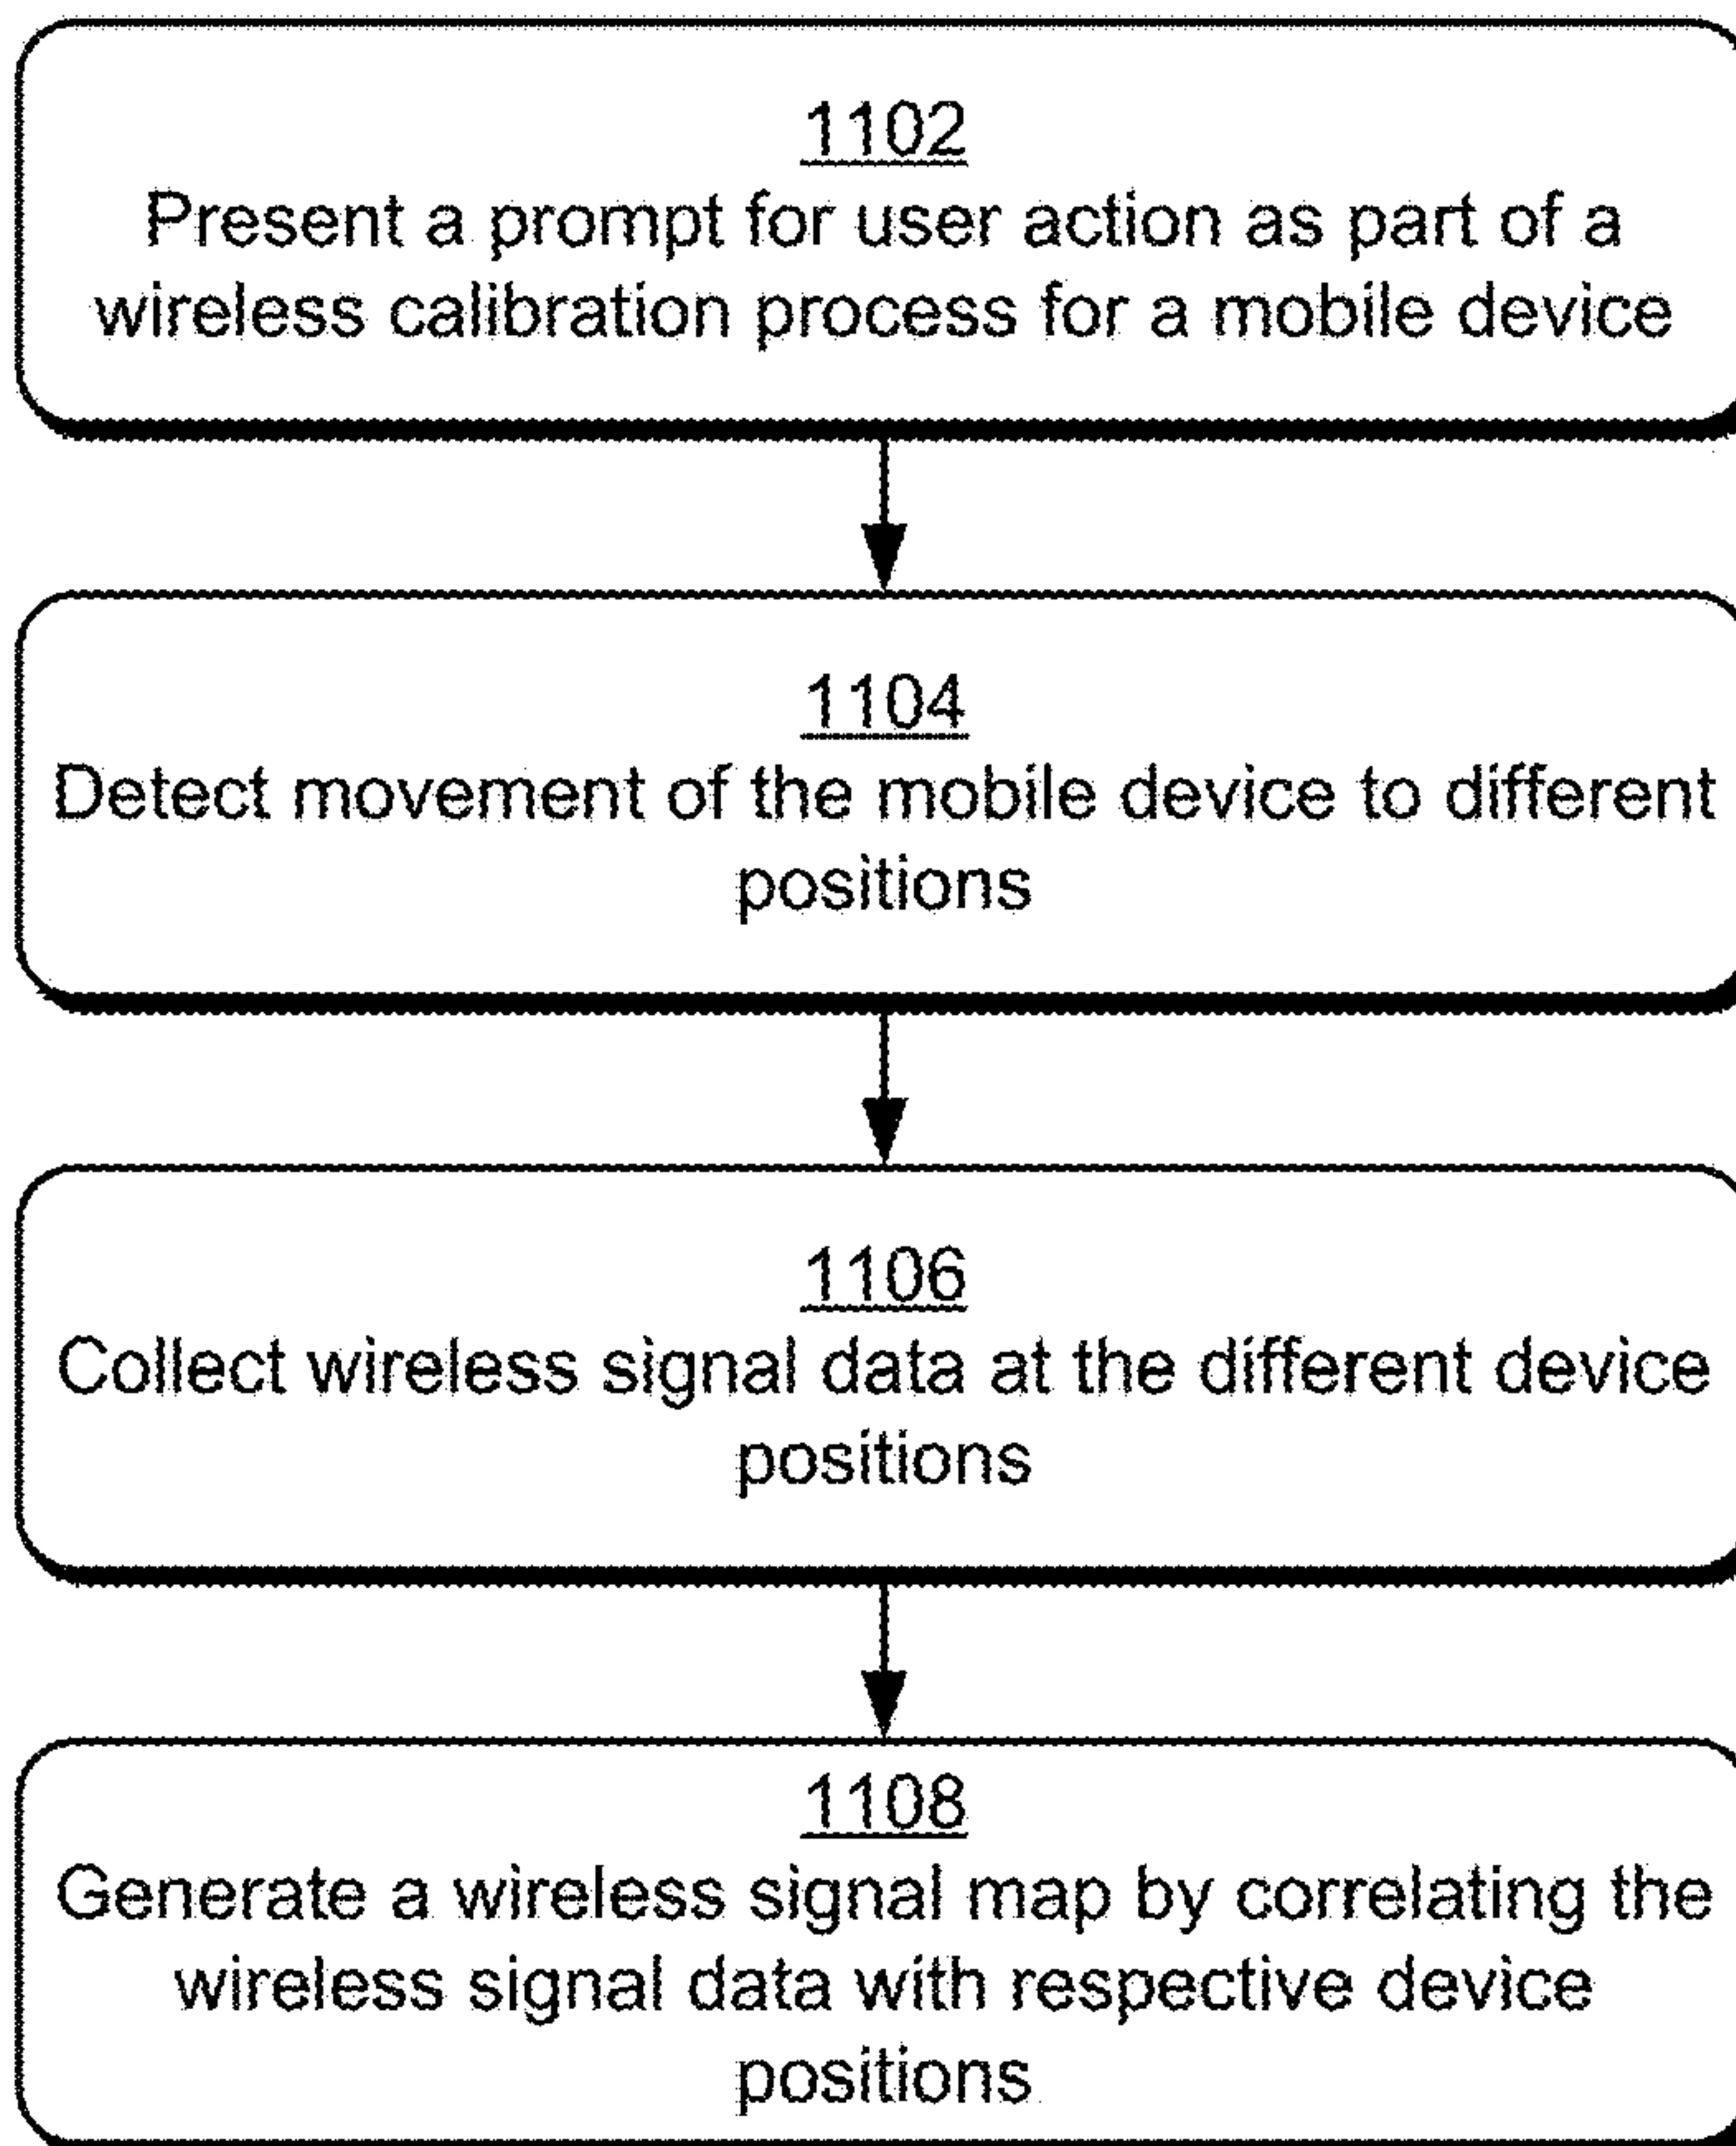 1102
Present a prompt for user action as part of a
wireless calibration process for a mobile device
1104
Detect movement of the mobile device to different
positions
1106
Collect wireless signal data at the different device
positions
1108
Generate a wireless signal map by correlating the
wireless signal data with respective device
positions